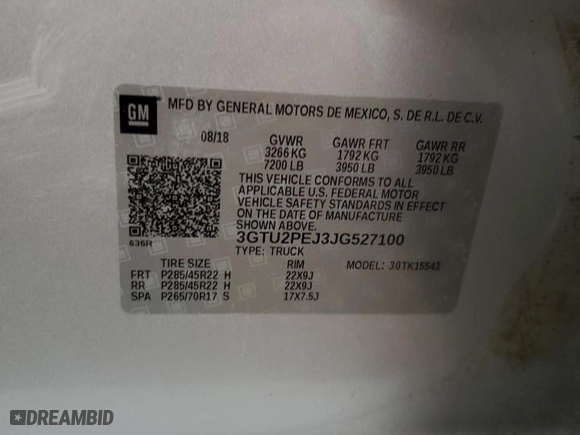 GM
MFD BY GENERAL MOTORS DE MEXICO, S. DE R.L. DE C.V.
08/18 GVWR GAWR FRT GAWR RR
3266 KG 1792 KG 1792 KG
7200 LB 3950 LB 3950 LB
THIS VEHICLE CONFORMS TO ALL
APPLICABLE U.S. FEDERAL MOTOR
VEHICLE SAFETY STANDARDS IN EFFECT
ON THE DATE OF MANUFACTURE
SHOWN ABOVE.
636R 3GTU2PEJ3JG527100
TYPE: TRUCK
TIRE SIZE RIM MODEL: 30TK15543
FRT P285/45R22 H 22X9J
RR P285/45R22 H 22X9J
SPA P265/70R17 S 17X7.5J
DREAMBID